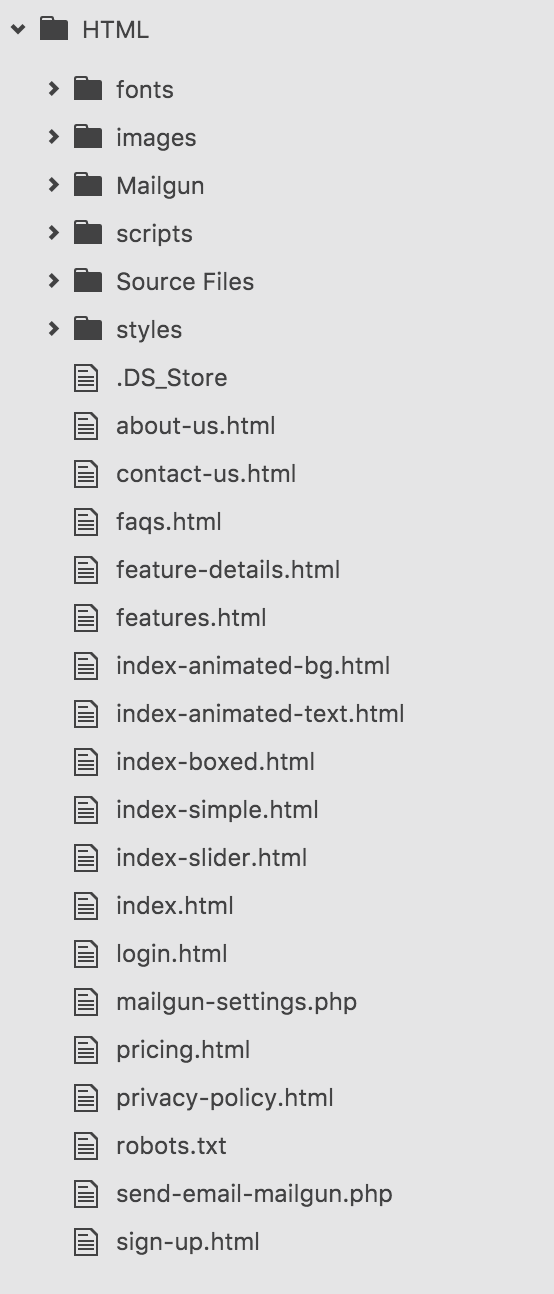 HTML
fonts
images
Mailgun
scripts
Source Files
styles
.DS_Store
about-us.html
contact-us.html
faqs.html
feature-details.html
features.html
index-animated-bg.html
index-animated-text.html
index-boxed.html
index-simple.html
index-slider.html
index.html
login.html
mailgun-settings.php
pricing.html
privacy-policy.html
robots.txt
send-email-mailgun.php
sign-up.html